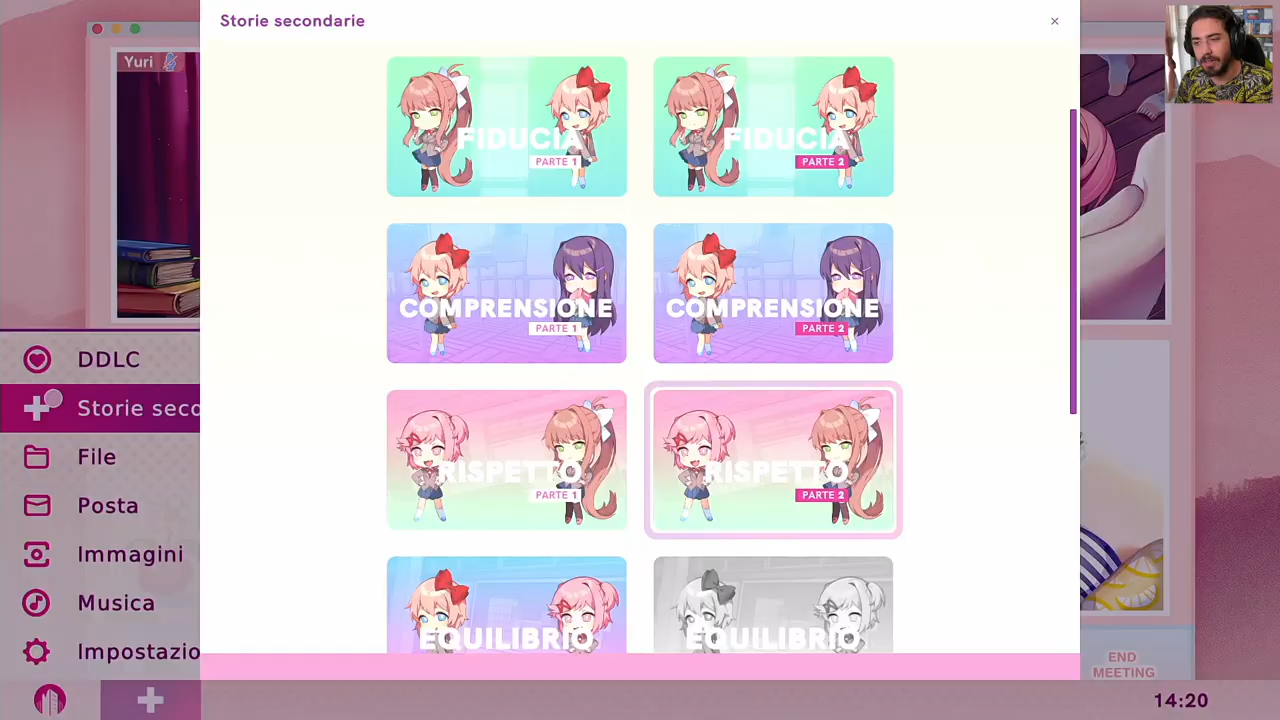 Storie secondarie
Yuri
FIDUCIA
PARTE 1
FIDUCIA
PARTE 2
COMPRENSIONE
PARTE 1
COMPRENSIONE
PARTE 2
RISPETTO
PARTE 1
RISPETTO
PARTE 2
EQUILIBRIO
EQUILIBRIO
DDLC
Storie seco
File
Posta
Immagini
Musica
Impostazio
END
MEETING
14:20